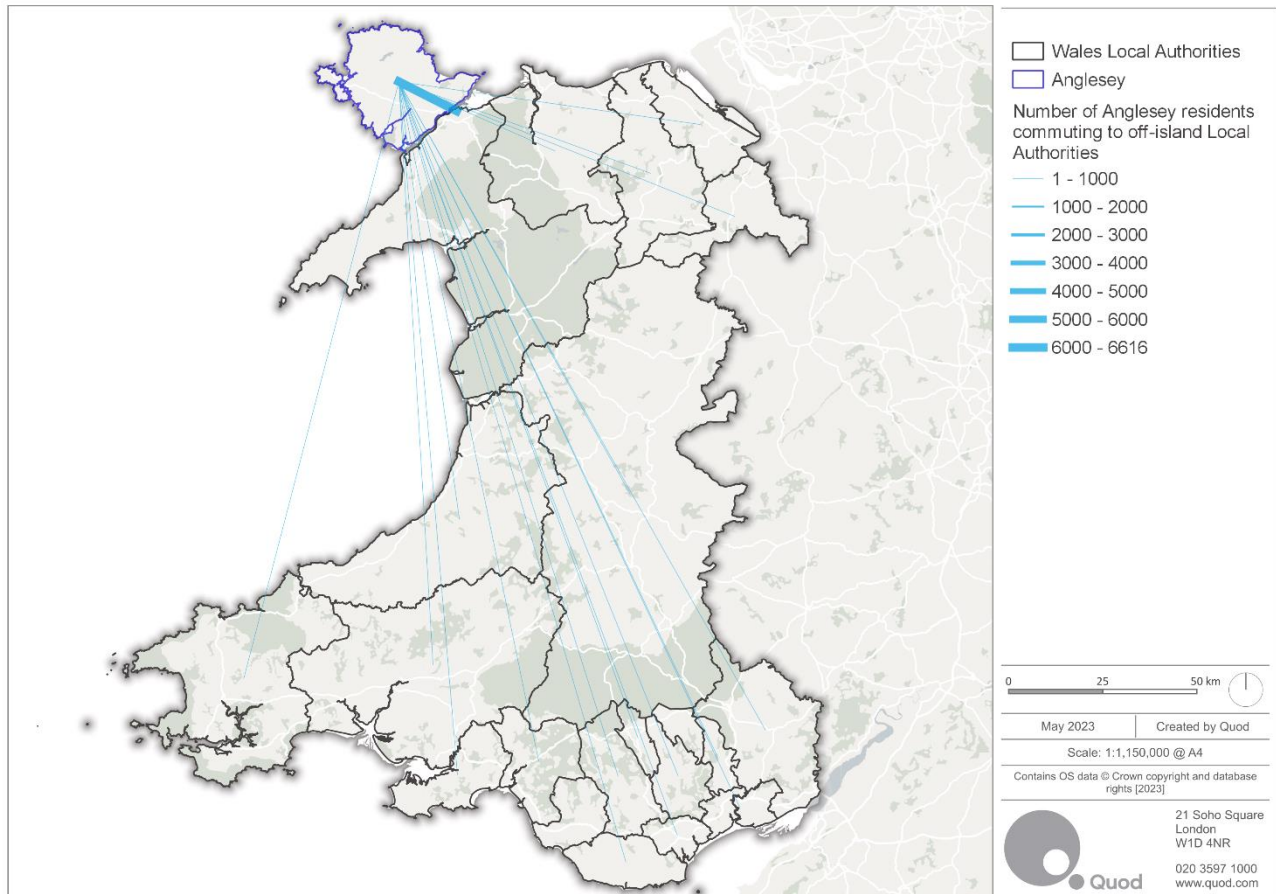 Wales Local Authorities
Anglesey
Number of Anglesey residents
commuting to off-island Local
Authorities
1 - 1000
1000 - 2000
2000 - 3000
3000 - 4000
4000 - 5000
5000 - 6000
6000 - 6616
0 25 50 km
May 2023 Created by Quod
Scale: 1:1,150,000 @ A4
Contains OS data © Crown copyright and database
rights [2023]
Quod
21 Soho Square
London
W1D 4NR
020 3597 1000
www.quod.com